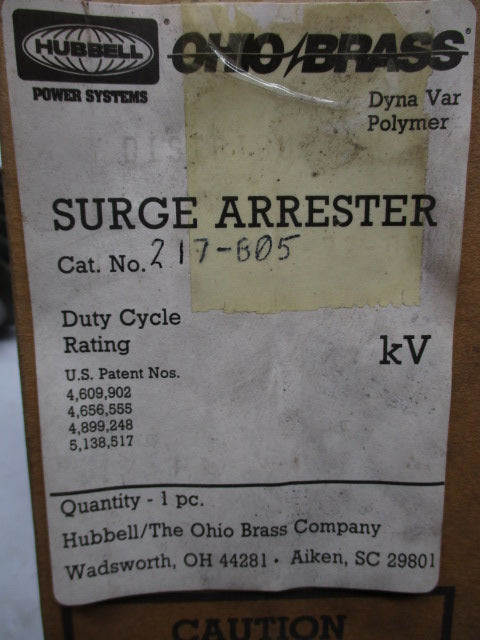 HUBBELL
POWER SYSTEMS
OHIO/BRASS
Dyna Var
Polymer
SURGE ARRESTER
Cat. No. 217-605
Duty Cycle
Rating
kV
U.S. Patent Nos.
4,609,902
4,656,555
4,899,248
5,138,517
Quantity - 1 pc.
Hubbell/The Ohio Brass Company
Wadsworth, OH 44281 · Aiken, SC 29801
CAUTION